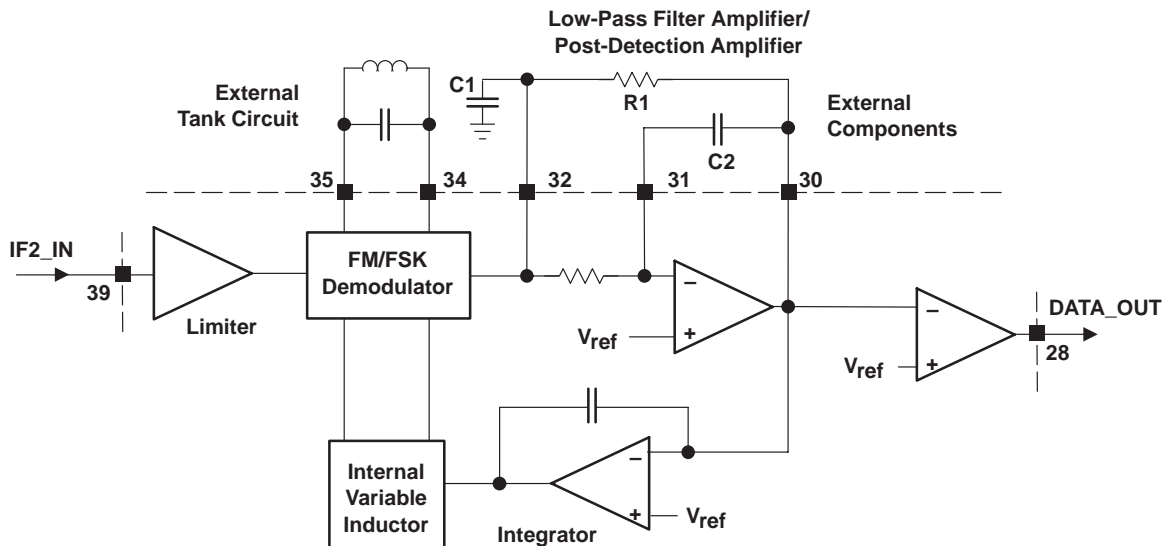 Low-Pass Filter Amplifier/
Post-Detection Amplifier
External
Tank Circuit
C1
R1
C2
External
Components
35
34
32
31
30
IF2_IN
39
Limiter
FM/FSK
Demodulator
−
+
Vref
−
+
Vref
DATA_OUT
28
Internal
Variable
Inductor
Integrator
−
+
Vref